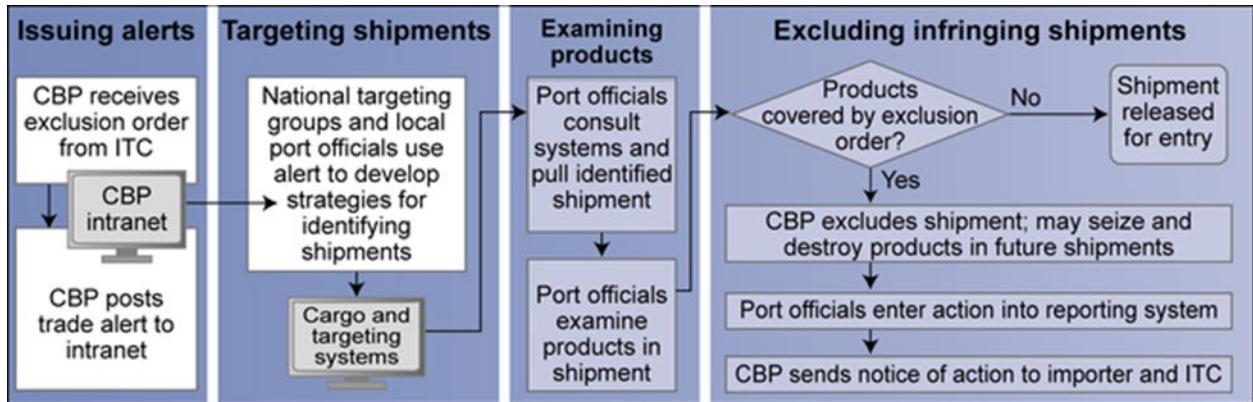 Issuing alerts
CBP receives
exclusion order
from ITC
CBP
intranet
CBP posts
trade alert to
intranet
Targeting shipments
National targeting
groups and local
port officials use
alert to develop
strategies for
identifying
shipments
Cargo and
targeting
systems
Examining
products
Port officials
consult
systems and
pull identified
shipment
Port officials
examine
products in
shipment
Excluding infringing shipments
Products
covered by exclusion
order?
No
Shipment
released
for entry
Yes
CBP excludes shipment; may seize and
destroy products in future shipments
Port officials enter action into reporting system
CBP sends notice of action to importer and ITC